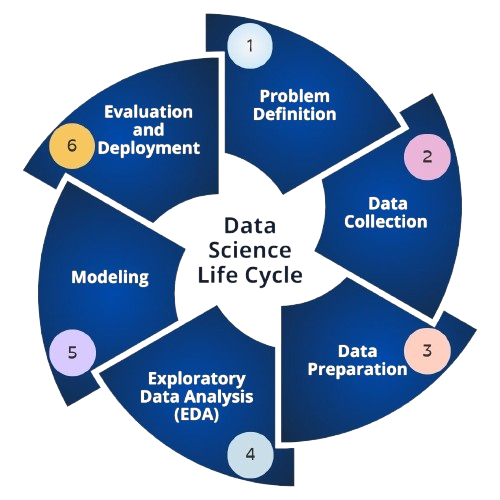 Data
Science
Life Cycle
1
Problem
Definition
2
Data
Collection
3
Data
Preparation
4
Exploratory
Data Analysis
(EDA)
5
Modeling
6
Evaluation
and
Deployment